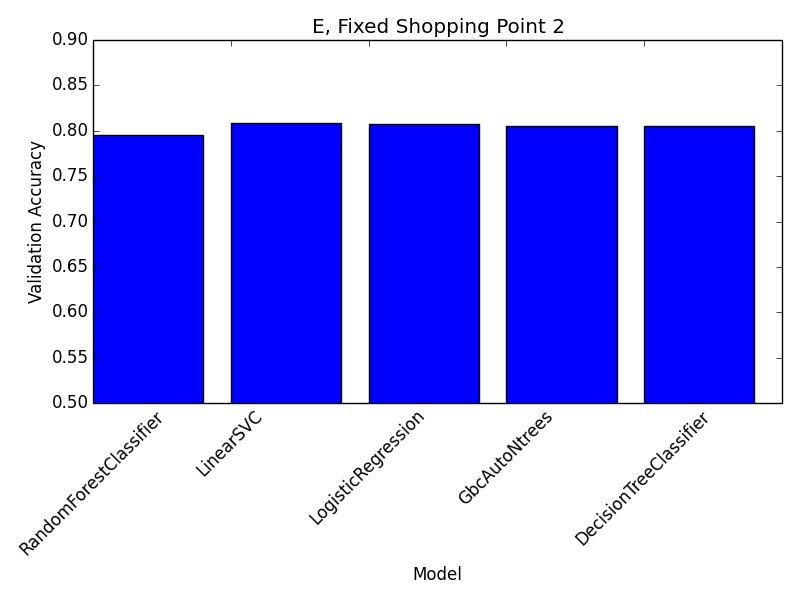 E, Fixed Shopping Point 2
0.90
0.85
0.80
0.75
0.70
0.65
0.60
0.55
0.50
Validation Accuracy
RandomForestClassifier
LinearSVC
LogisticRegression
GbcAutoNtrees
DecisionTreeClassifier
Model